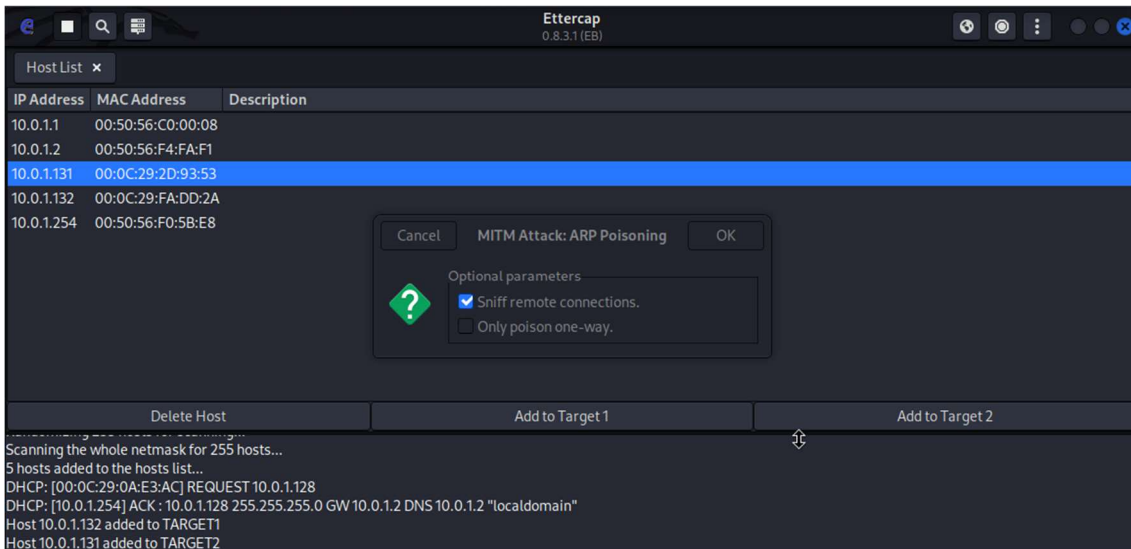 Ettercap
0.8.3.1 (EB)
Host List ×
IP Address MAC Address Description
10.0.1.1 00:50:56:C0:00:08
10.0.1.2 00:50:56:F4:FA:F1
10.0.1.131 00:0C:29:2D:93:53
10.0.1.132 00:0C:29:FA:DD:2A
10.0.1.254 00:50:56:F0:5B:E8
Cancel MITM Attack: ARP Poisoning OK
Optional parameters
Sniff remote connections.
Only poison one-way.
Delete Host Add to Target 1 Add to Target 2
Randomizing 255 hosts for scanning...
Scanning the whole netmask for 255 hosts...
5 hosts added to the hosts list...
DHCP: [00:0C:29:0A:E3:AC] REQUEST 10.0.1.128
DHCP: [10.0.1.254] ACK : 10.0.1.128 255.255.255.0 GW 10.0.1.2 DNS 10.0.1.2 "localdomain"
Host 10.0.1.132 added to TARGET1
Host 10.0.1.131 added to TARGET2